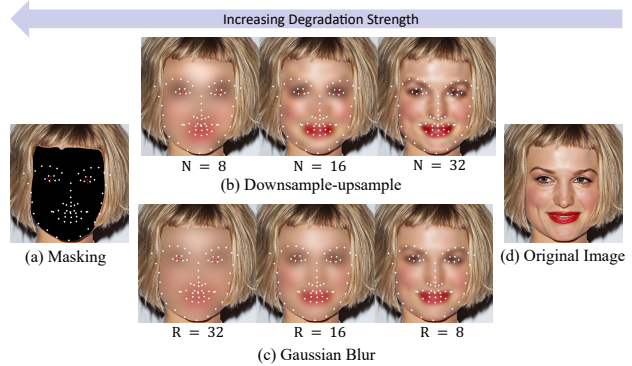 Increasing Degradation Strength
N = 8
N = 16
N = 32
(b) Downsample-upsample
(a) Masking
(d) Original Image
R = 32
R = 16
R = 8
(c) Gaussian Blur